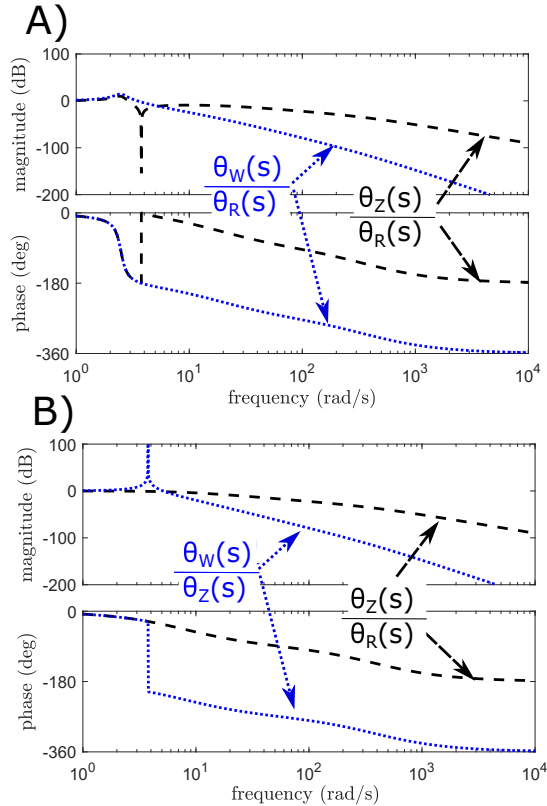 A)
magnitude (dB)
100
0
-100
-200
θW(s)
θR(s)
θZ(s)
θR(s)
phase (deg)
0
-180
-360
10^0
10^1
10^2
10^3
10^4
frequency (rad/s)
B)
magnitude (dB)
100
0
-100
-200
θW(s)
θZ(s)
θZ(s)
θR(s)
phase (deg)
0
-180
-360
10^0
10^1
10^2
10^3
10^4
frequency (rad/s)